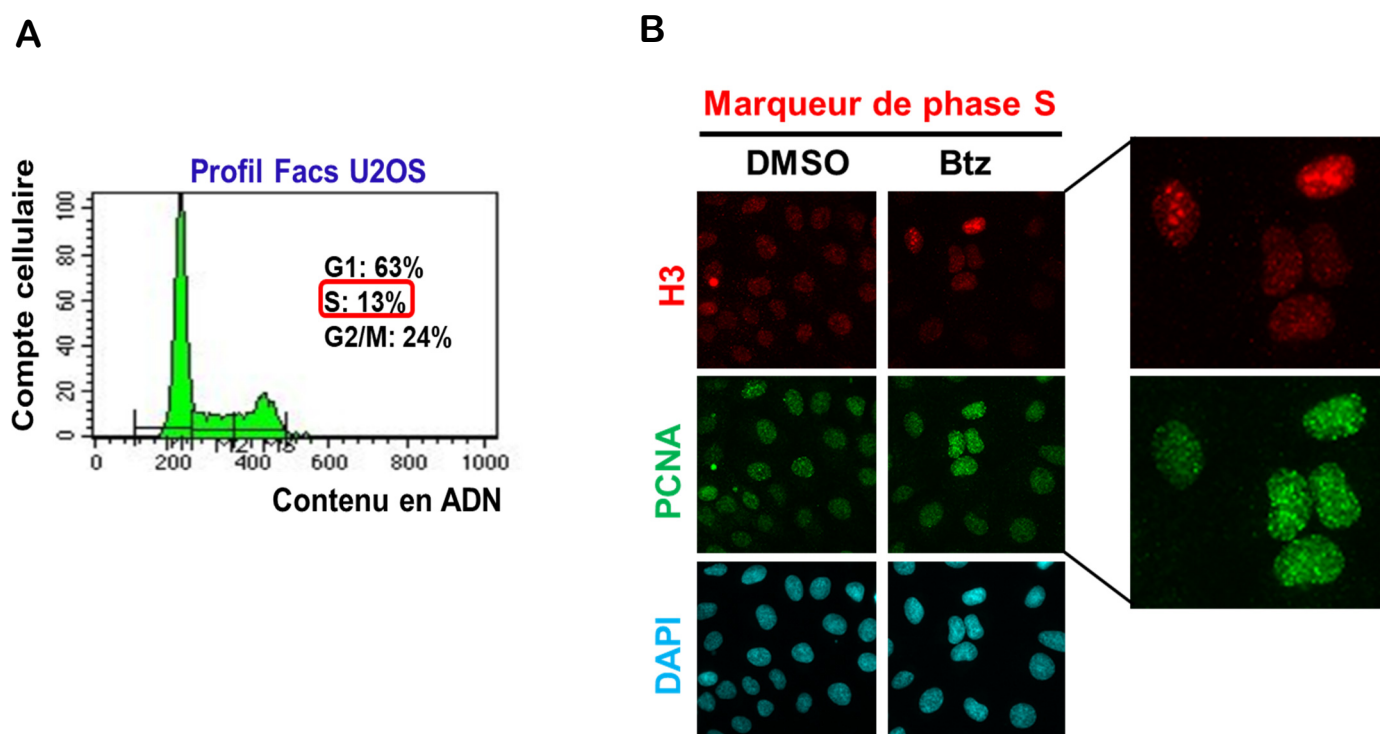 A
Profil Facs U2OS
Compte cellulaire
100
80
60
40
20
0
G1: 63%
S: 13%
G2/M: 24%
0
200
400
600
800
1000
Contenu en ADN
B
Marqueur de phase S
DMSO
Btz
H3
PCNA
DAPI